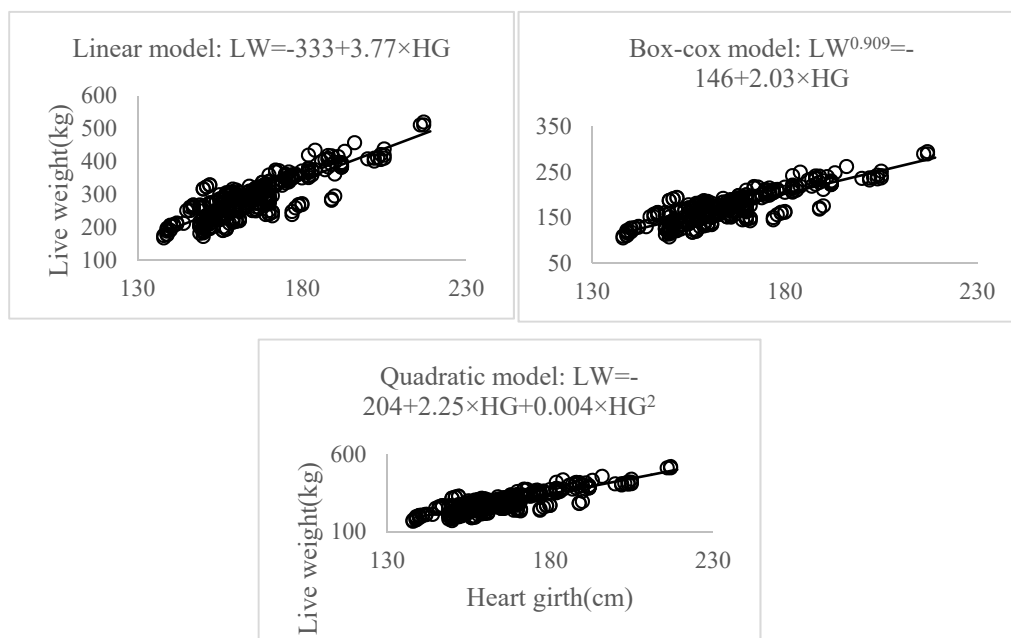 Linear model: LW=-333+3.77×HG
Live weight(kg)
600
500
400
300
200
100
130 180 230
Box-cox model: LW^0.909=-
146+2.03×HG
350
250
150
50
130 180 230
Quadratic model: LW=-
204+2.25×HG+0.004×HG²
Live weight(kg)
600
100
130 180 230
Heart girth(cm)